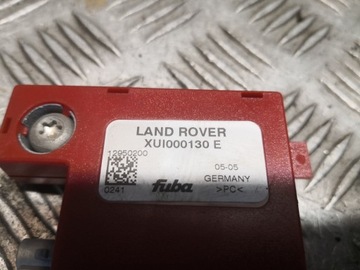 LAND ROVER
XUI000130 E
12950200
05-05
GERMANY
0241
fuba
>PC<